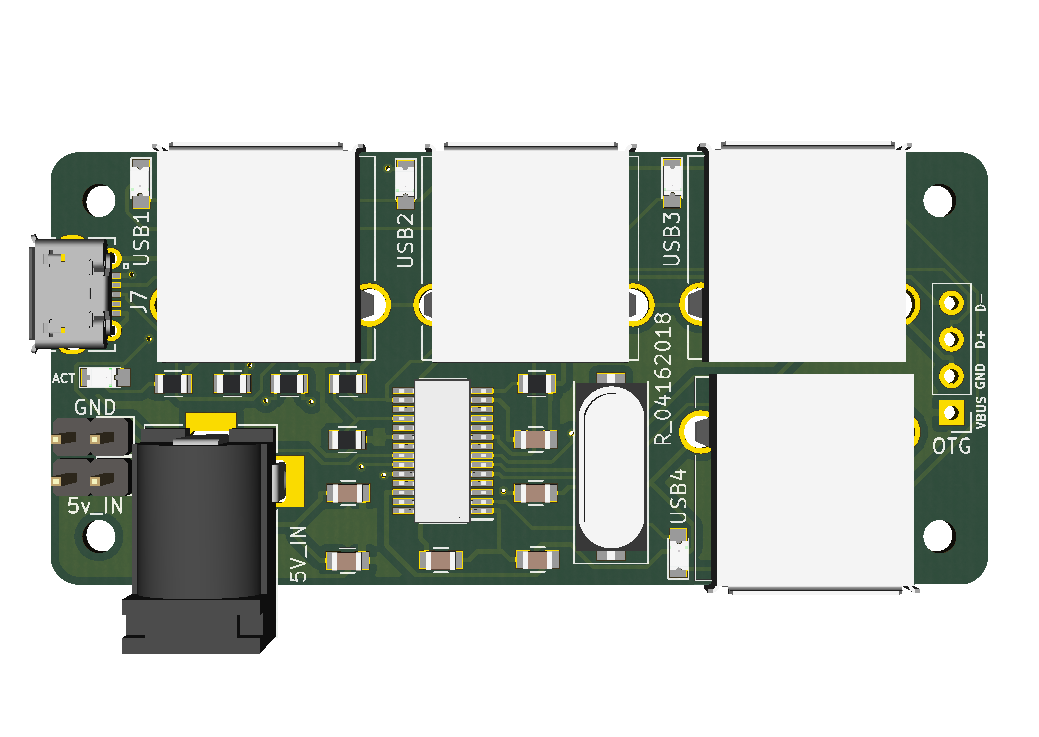 USB1
USB2
USB3
J7
ACT
GND
5v_IN
5V_IN
R_04162018
USB4
D-
D+
GND
VBUS
OTG